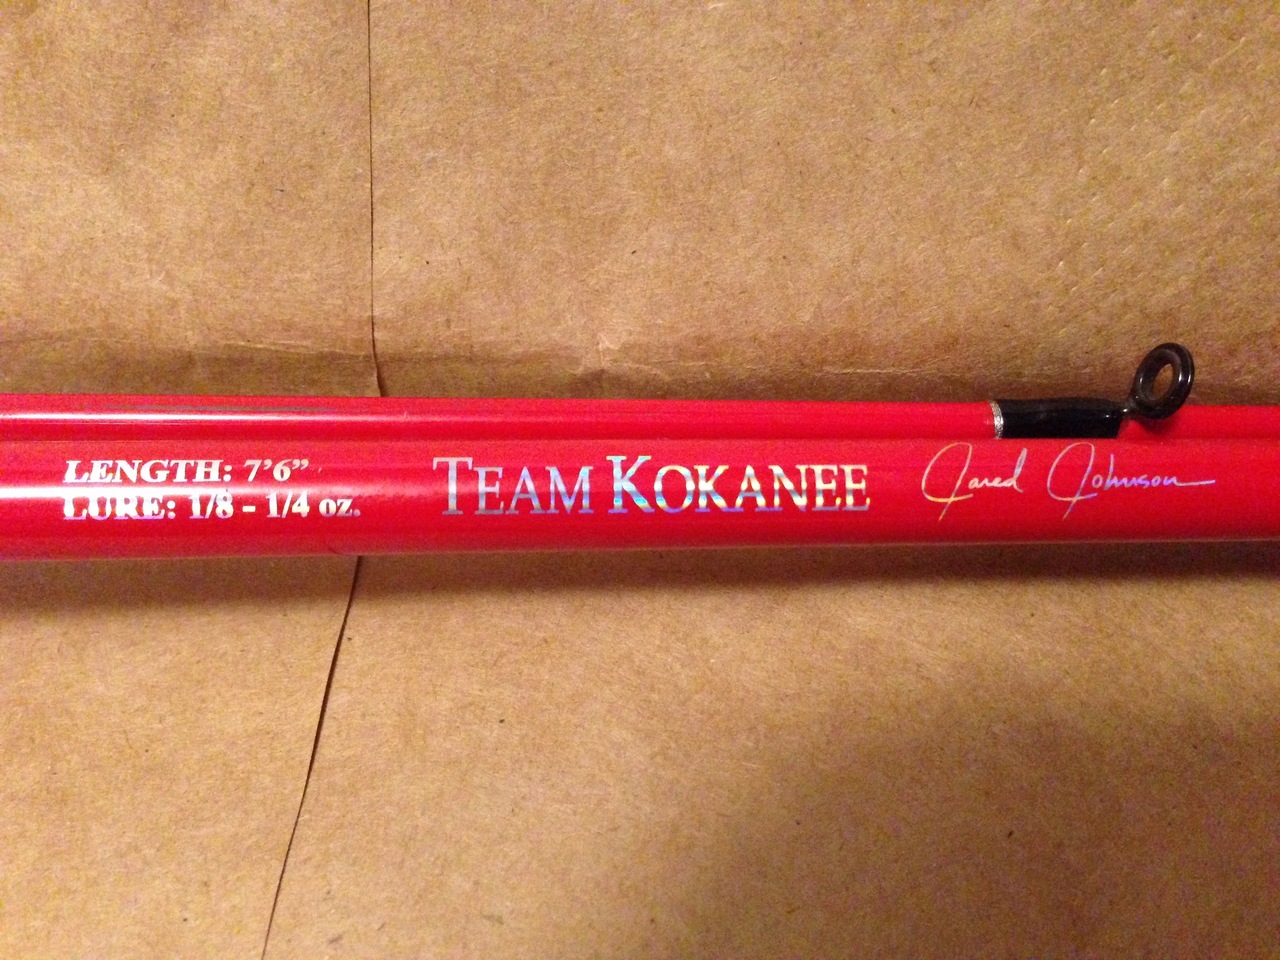 LENGTH: 7’6”
LURE: 1/8 - 1/4 oz.
TEAM KOKANEE
Jared Johnson